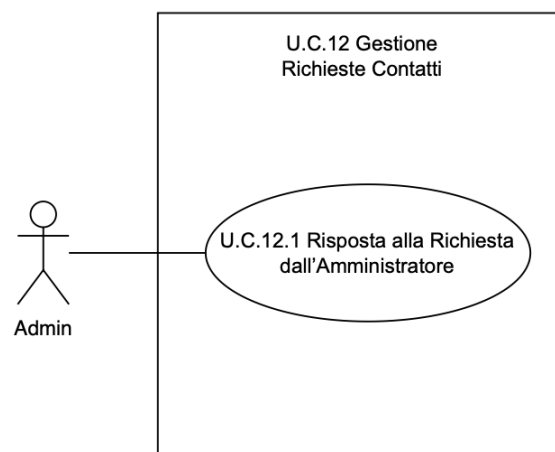 U.C.12 Gestione
Richieste Contatti
U.C.12.1 Risposta alla Richiesta
dall'Amministratore
Admin